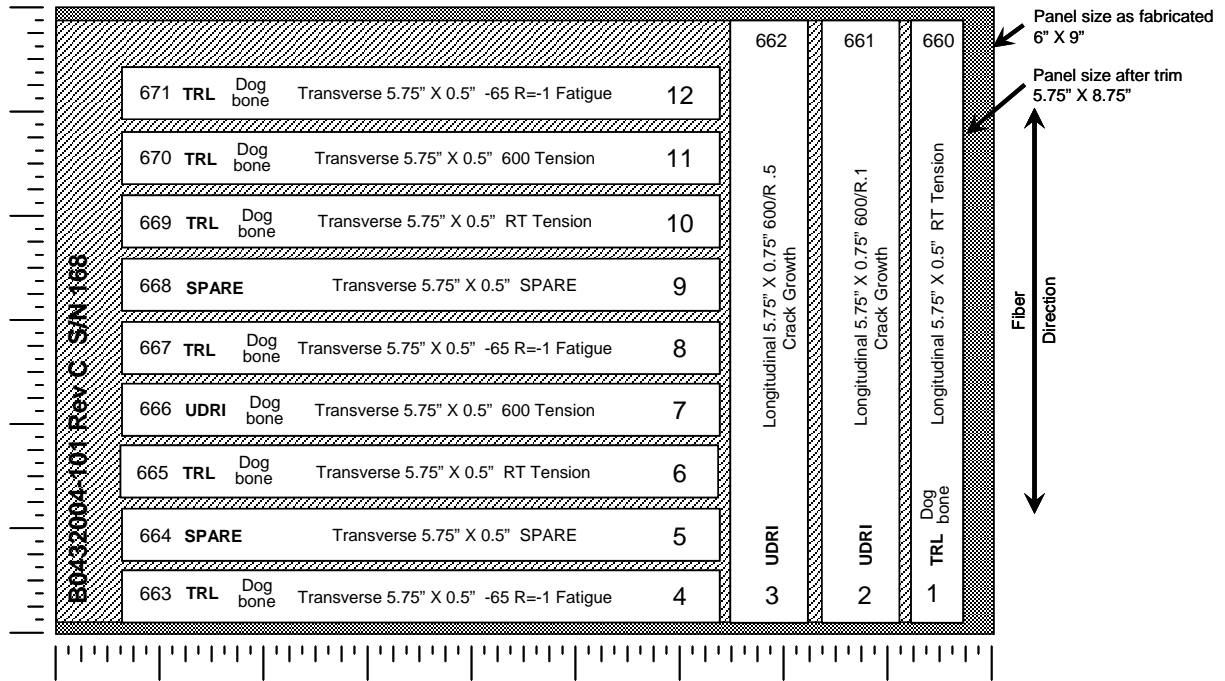 Panel size as fabricated
6” X 9”
Panel size after trim
5.75” X 8.75”
Fiber
Direction
B0432004-101 Rev C  S/N 168
671 TRL Dog bone Transverse 5.75” X 0.5”  -65 R=-1 Fatigue 12
670 TRL Dog bone Transverse 5.75” X 0.5”  600 Tension 11
669 TRL Dog bone Transverse 5.75” X 0.5”  RT Tension 10
668 SPARE Transverse 5.75” X 0.5”  SPARE 9
667 TRL Dog bone Transverse 5.75” X 0.5”  -65 R=-1 Fatigue 8
666 UDRI Dog bone Transverse 5.75” X 0.5”  600 Tension 7
665 TRL Dog bone Transverse 5.75” X 0.5”  RT Tension 6
664 SPARE Transverse 5.75” X 0.5”  SPARE 5
663 TRL Dog bone Transverse 5.75” X 0.5”  -65 R=-1 Fatigue 4
662
Longitudinal 5.75” X 0.75” 600/R .5
Crack Growth
UDRI
3
661
Longitudinal 5.75” X 0.75” 600/R.1
Crack Growth
UDRI
2
660
Longitudinal 5.75” X 0.5”  RT Tension
Dog
bone
TRL
1